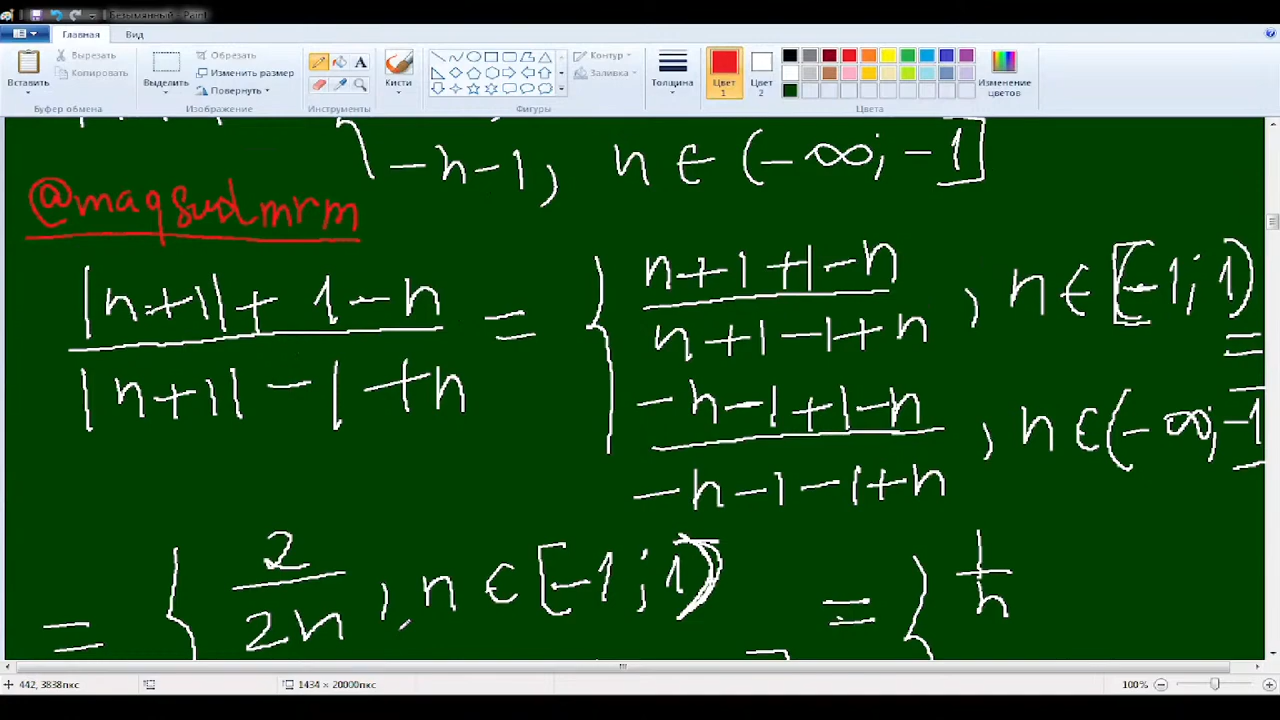 Безымянный - Paint
Главная Вид
Вставить
Вырезать
Копировать
Буфер обмена
Выделить
Обрезать
Изменить размер
Повернуть
Изображение
Инструменты
Кисти
Фигуры
Контур
Заливка
Толщина
Цвет 1
Цвет 2
Изменение цветов
Цвета
-n-1, n ∈ (-∞; -1]
@maqsudmrm
|n+1| + 1 - n
|n+1| - 1 + n
=
{
n+1+1-n
n+1-1+n
, n ∈ [-1; 1)
=
-n-1+1-n
-n-1-1+n
, n ∈ (-∞; -1
= {
2
2n
, n ∈ [-1; 1)
= {
1
n
442, 3838пкс
1434 × 20000пкс
100%